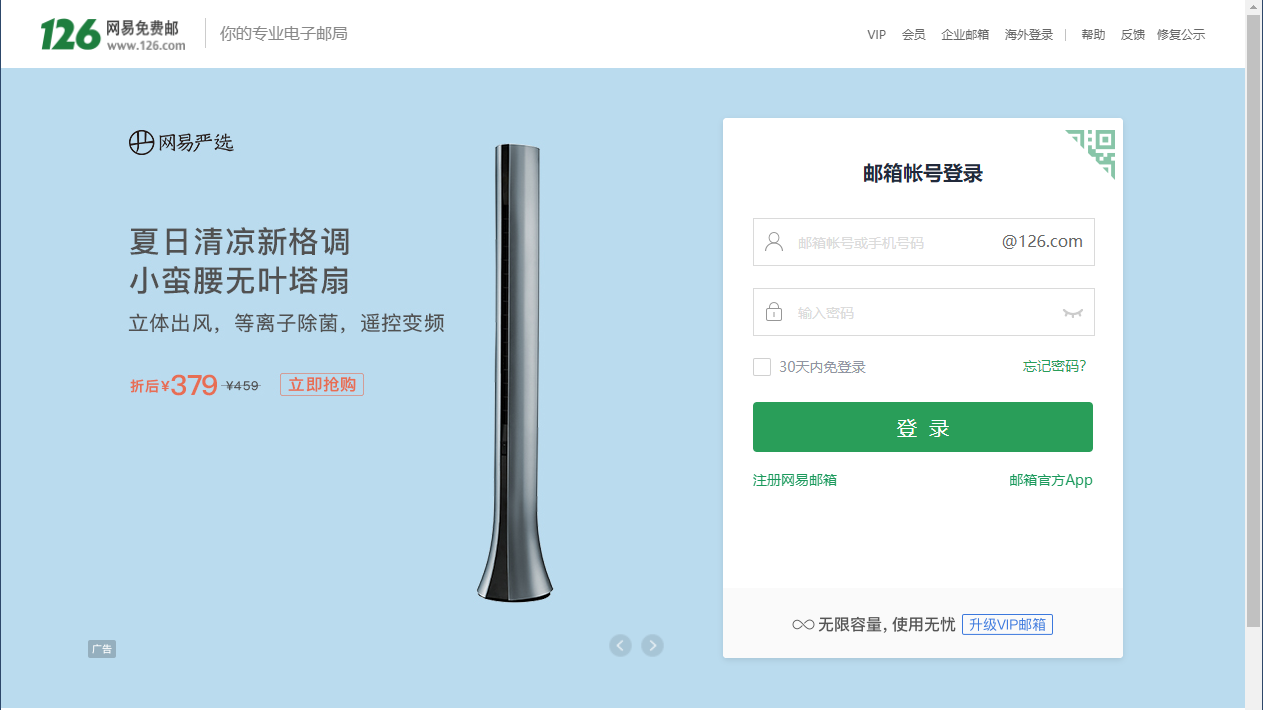 126 网易免费邮
www.126.com
你的专业电子邮局
VIP 会员 企业邮箱 海外登录 | 帮助 反馈 修复公示
网易严选
夏日清凉新格调
小蛮腰无叶塔扇
立体出风，等离子除菌，遥控变频
折后¥379 ¥459 立即抢购
广告
邮箱帐号登录
邮箱帐号或手机号码 @126.com
输入密码
30天内免登录 忘记密码?
登 录
注册网易邮箱 邮箱官方App
无限容量, 使用无忧 升级VIP邮箱